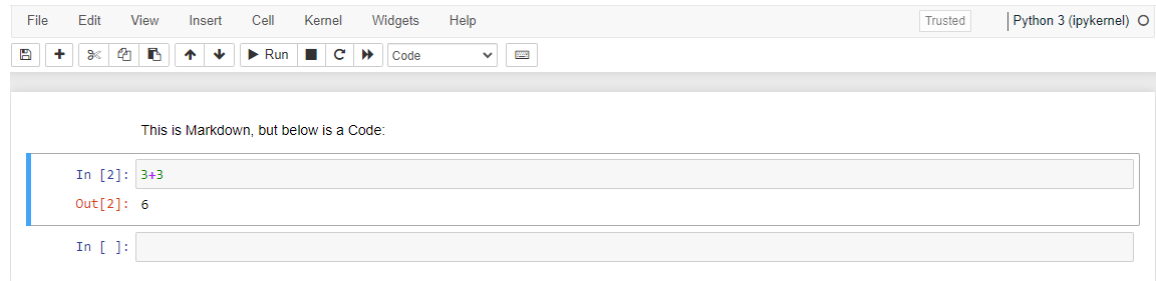 File Edit View Insert Cell Kernel Widgets Help Trusted Python 3 (ipykernel)
Run Code
This is Markdown, but below is a Code:
In [2]: 3+3
Out[2]: 6
In [ ]: